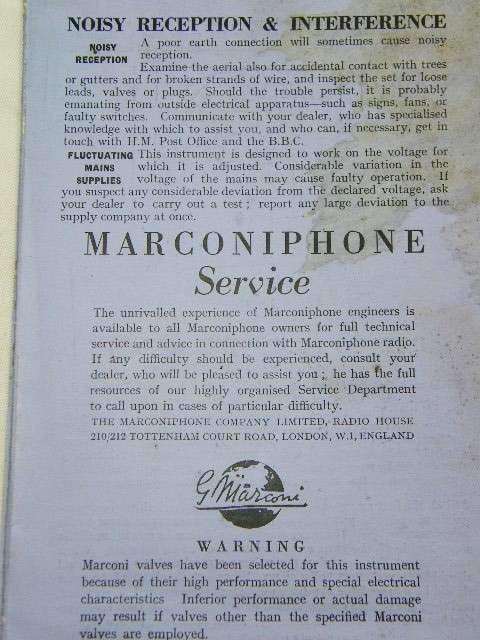 NOISY RECEPTION & INTERFERENCE
NOISY RECEPTION A poor earth connection will sometimes cause noisy
reception.
Examine the aerial also for accidental contact with trees
or gutters and for broken strands of wire, and inspect the set for loose
leads, valves or plugs. Should the trouble persist, it is probably
emanating from outside electrical apparatus—such as signs, fans, or
faulty switches. Communicate with your dealer, who has specialised
knowledge with which to assist you, and who can, if necessary, get in
touch with H.M. Post Office and the B.B.C.
FLUCTUATING MAINS SUPPLIES This instrument is designed to work on the voltage for
which it is adjusted. Considerable variation in the
voltage of the mains may cause faulty operation. If
you suspect any considerable deviation from the declared voltage, ask
your dealer to carry out a test; report any large deviation to the
supply company at once.
MARCONIPHONE
Service
The unrivalled experience of Marconiphone engineers is
available to all Marconiphone owners for full technical
service and advice in connection with Marconiphone radio.
If any difficulty should be experienced, consult your
dealer, who will be pleased to assist you; he has the full
resources of our highly organised Service Department
to call upon in cases of particular difficulty.
THE MARCONIPHONE COMPANY LIMITED, RADIO HOUSE
210/212 TOTTENHAM COURT ROAD, LONDON, W.1, ENGLAND
G Marconi
WARNING
Marconi valves have been selected for this instrument
because of their high performance and special electrical
characteristics Inferior performance or actual damage
may result if valves other than the specified Marconi
valves are employed.